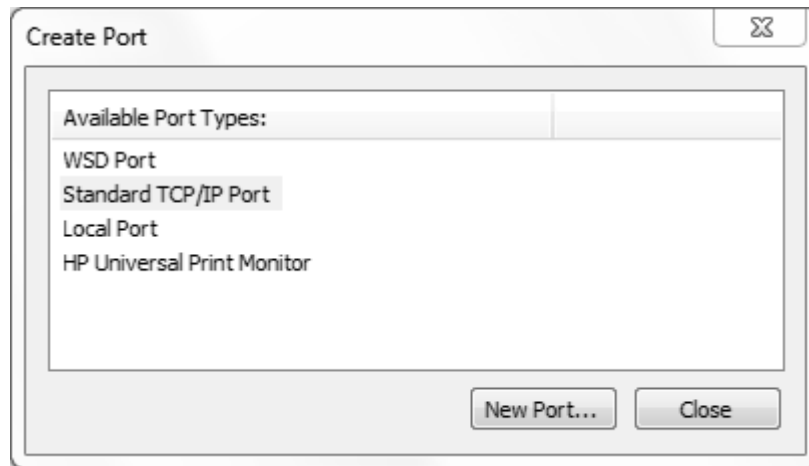 Create Port
Available Port Types:
WSD Port
Standard TCP/IP Port
Local Port
HP Universal Print Monitor
New Port... Close